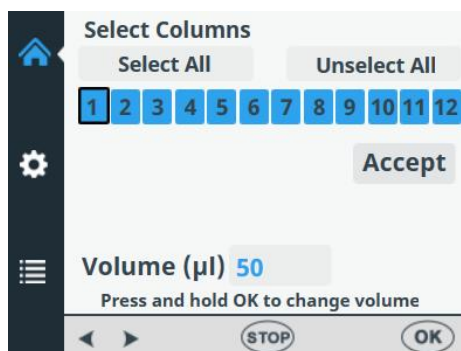 Select Columns
Select All Unselect All
1 2 3 4 5 6 7 8 9 10 11 12
Accept
Volume (µl) 50
Press and hold OK to change volume
STOP OK